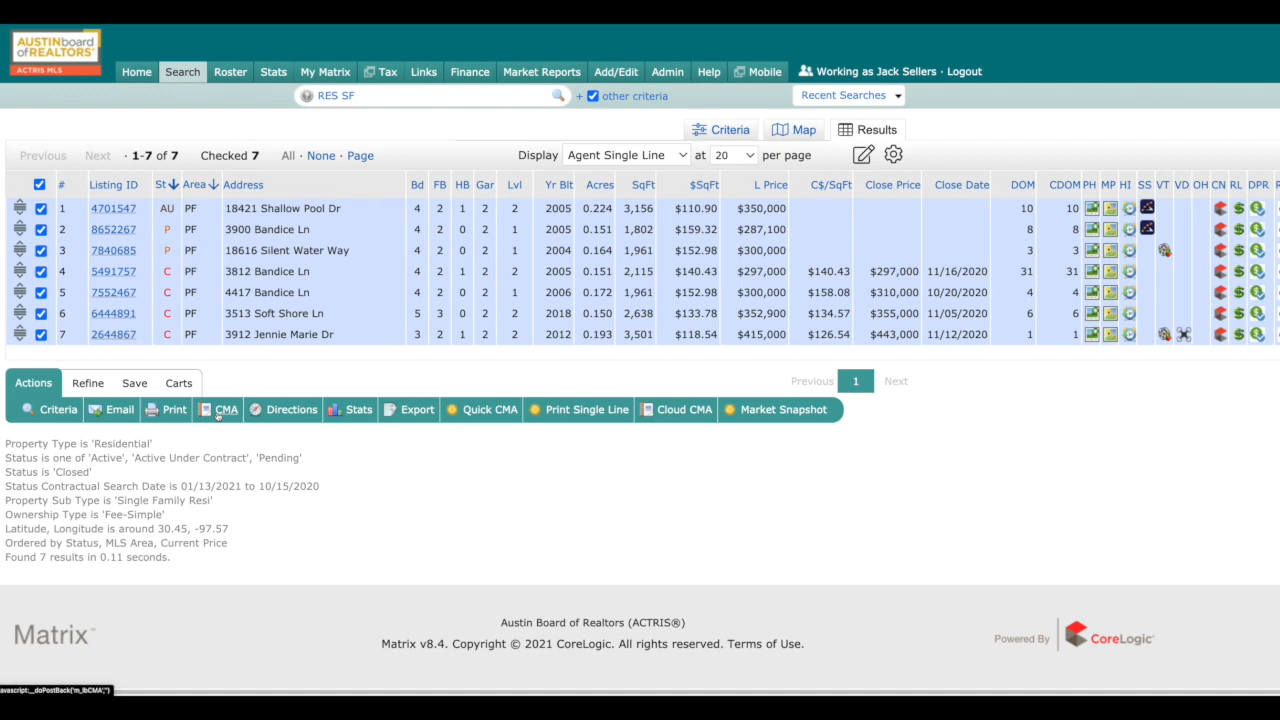 AUSTINboard
ofREALTORS®
ACTRIS MLS
Home Search Roster Stats My Matrix Tax Links Finance Market Reports Add/Edit Admin Help Mobile Working as Jack Sellers · Logout
RES SF + other criteria Recent Searches
Criteria Map Results
Previous Next · 1-7 of 7 Checked 7 All · None · Page Display Agent Single Line at 20 per page
# Listing ID St Area Address Bd FB HB Gar Lvl Yr Blt Acres SqFt $SqFt L Price C$/SqFt Close Price Close Date DOM CDOM PH MP HI SS VT VD OH CN RL DPR
1 4701547 AU PF 18421 Shallow Pool Dr 4 2 1 2 2 2005 0.224 3,156 $110.90 $350,000 10 10
2 8652267 P PF 3900 Bandice Ln 4 2 0 2 1 2005 0.151 1,802 $159.32 $287,100 8 8
3 7840685 P PF 18616 Silent Water Way 4 2 0 2 1 2004 0.164 1,961 $152.98 $300,000 3 3
4 5491757 C PF 3812 Bandice Ln 4 2 1 2 2 2005 0.151 2,115 $140.43 $297,000 $140.43 $297,000 11/16/2020 31 31
5 7552467 C PF 4417 Bandice Ln 4 2 0 2 1 2006 0.172 1,961 $152.98 $300,000 $158.08 $310,000 10/20/2020 4 4
6 6444891 C PF 3513 Soft Shore Ln 5 3 0 2 2 2018 0.150 2,638 $133.78 $352,900 $134.57 $355,000 11/05/2020 6 6
7 2644867 C PF 3912 Jennie Marie Dr 3 2 1 2 2 2012 0.193 3,501 $118.54 $415,000 $126.54 $443,000 11/12/2020 1 1
Actions Refine Save Carts Previous 1 Next
Criteria Email Print CMA Directions Stats Export Quick CMA Print Single Line Cloud CMA Market Snapshot
Property Type is 'Residential'
Status is one of 'Active', 'Active Under Contract', 'Pending'
Status is 'Closed'
Status Contractual Search Date is 01/13/2021 to 10/15/2020
Property Sub Type is 'Single Family Resi'
Ownership Type is 'Fee-Simple'
Latitude, Longitude is around 30.45, -97.57
Ordered by Status, MLS Area, Current Price
Found 7 results in 0.11 seconds.
Matrix™
Austin Board of Realtors (ACTRIS®)
Matrix v8.4. Copyright © 2021 CoreLogic. All rights reserved. Terms of Use.
Powered By CoreLogic
avascript:__doPostBack('m_lbCMA','')